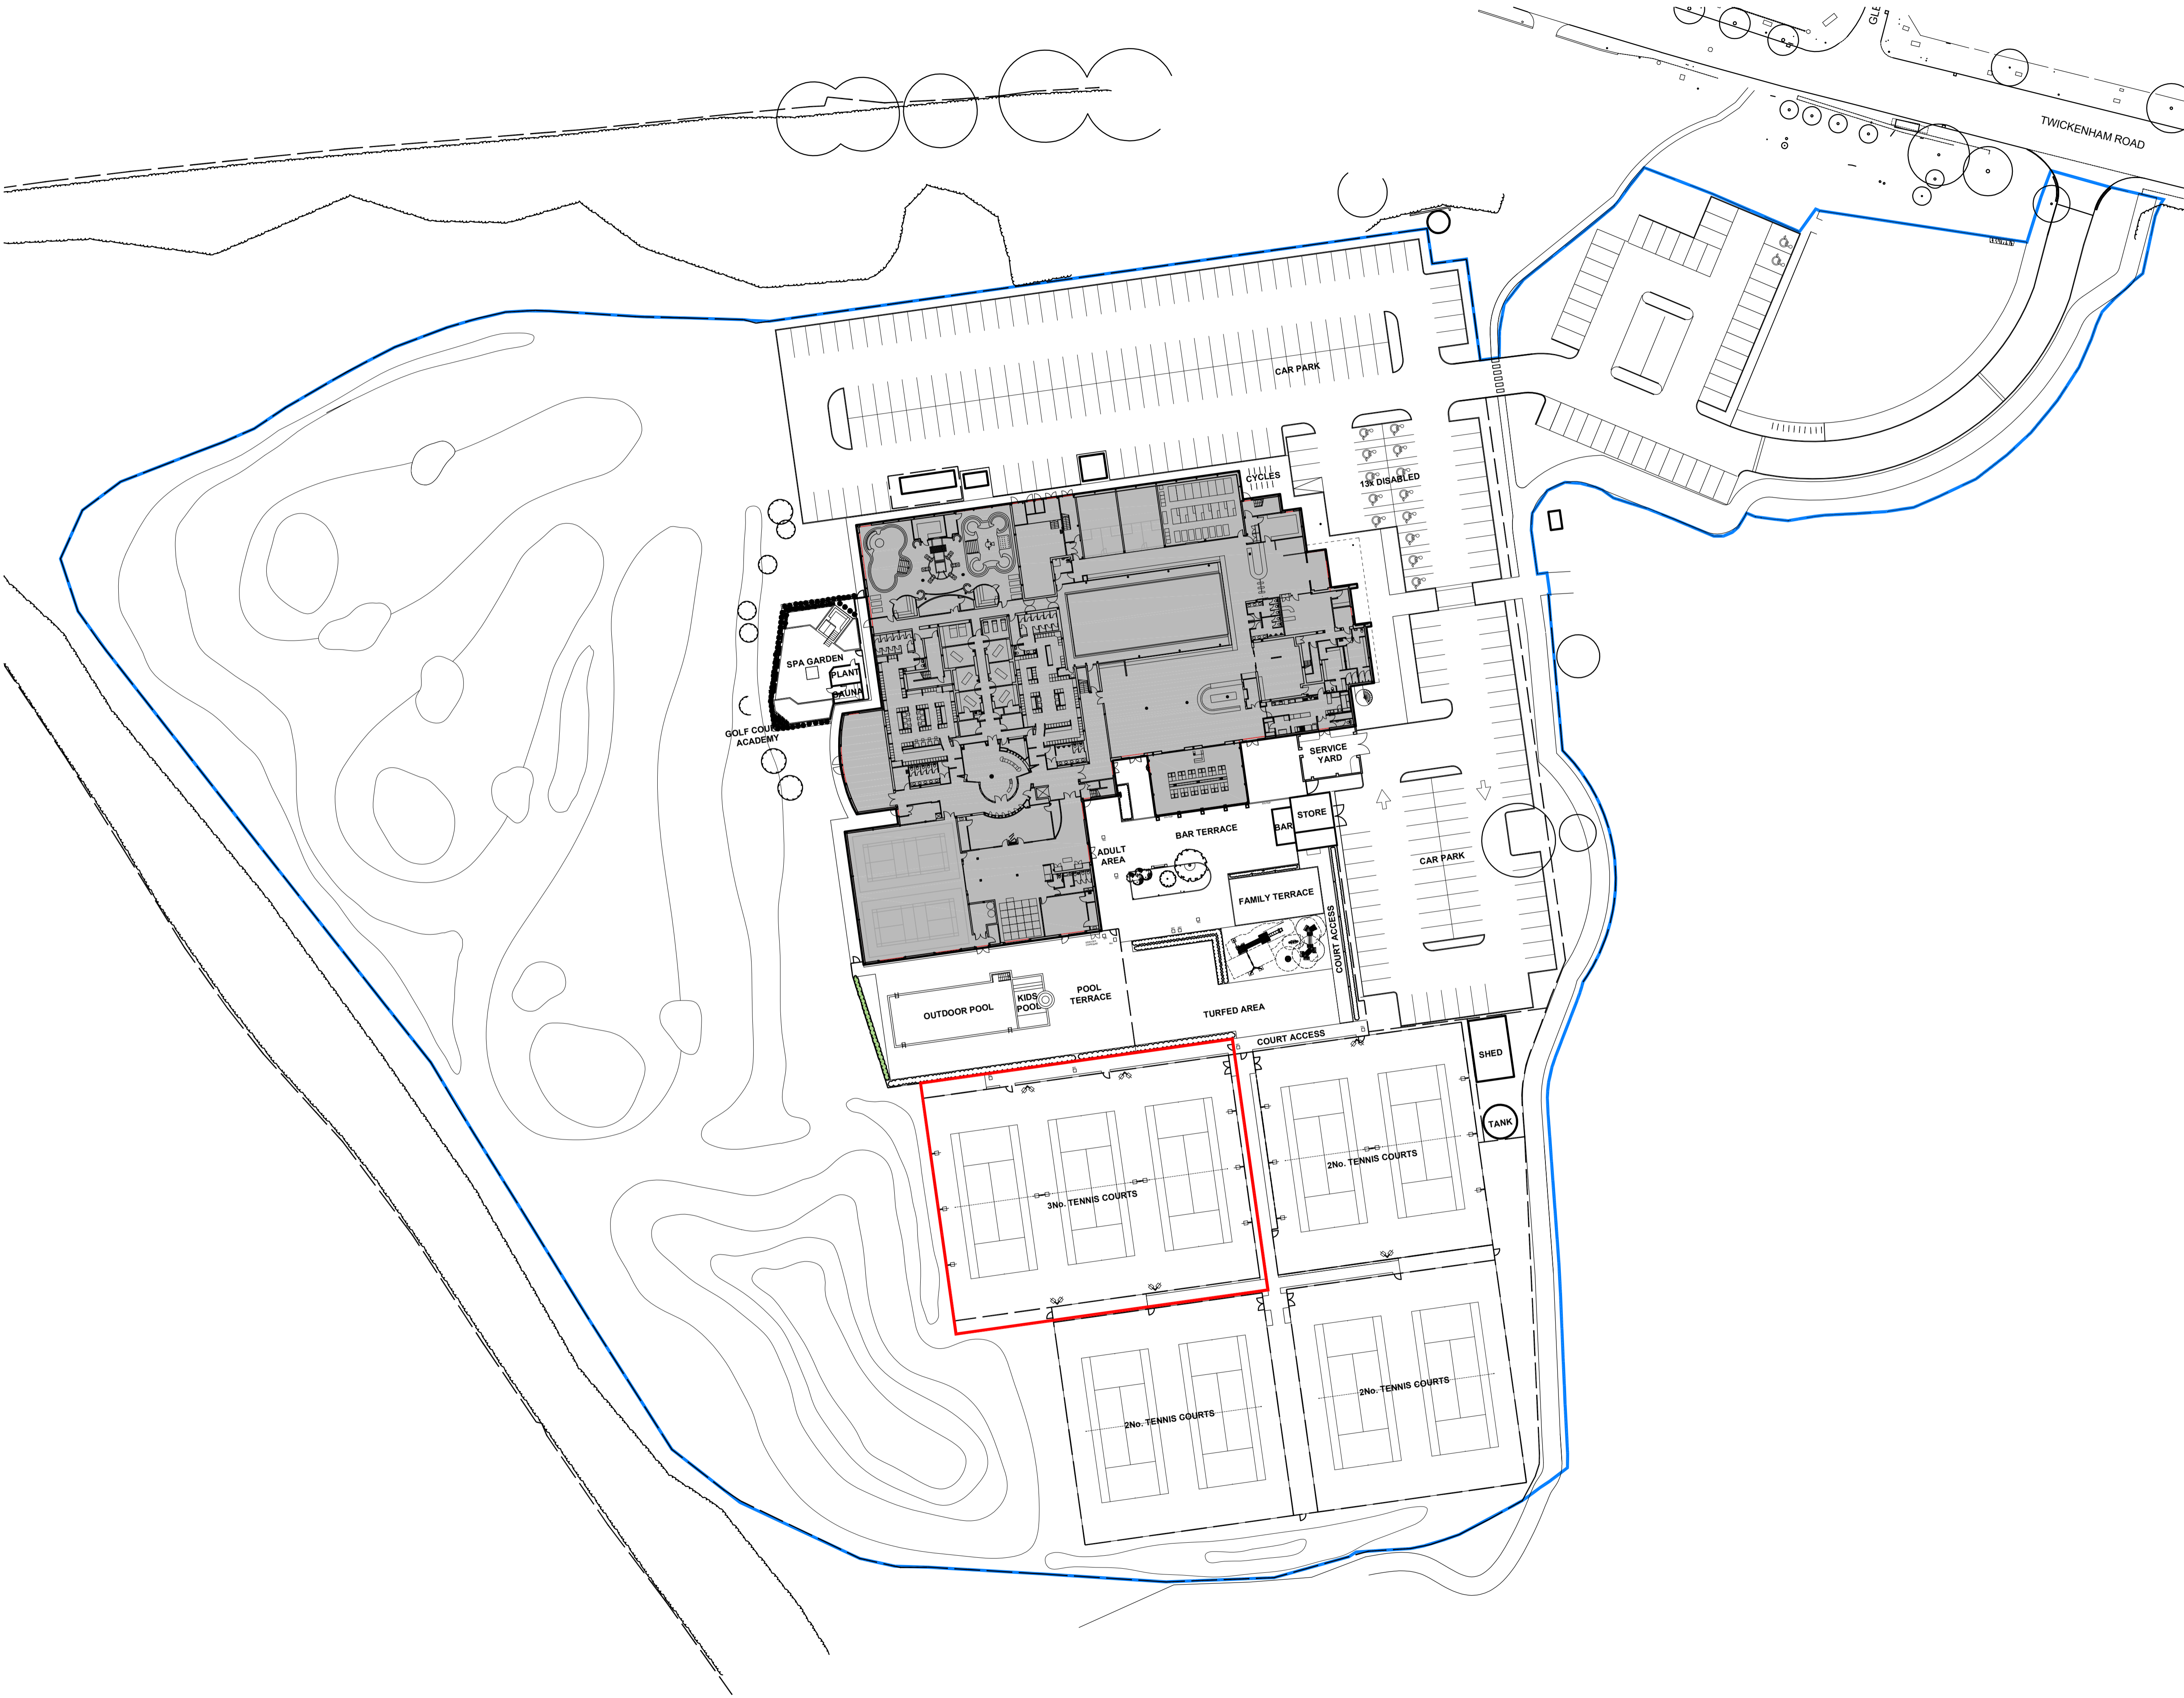 GLE
TWICKENHAM ROAD
CAR PARK
CYCLES
13x DISABLED
SPA GARDEN
PLANT
SAUNA
GOLF COU
ACADEMY
SERVICE
YARD
STORE
BAR
BAR TERRACE
ADULT
AREA
CAR PARK
FAMILY TERRACE
COURT ACCESS
POOL
TERRACE
KIDS
POOL
OUTDOOR POOL
TURFED AREA
COURT ACCESS
SHED
TANK
2No. TENNIS COURTS
3No. TENNIS COURTS
2No. TENNIS COURTS
2No. TENNIS COURTS